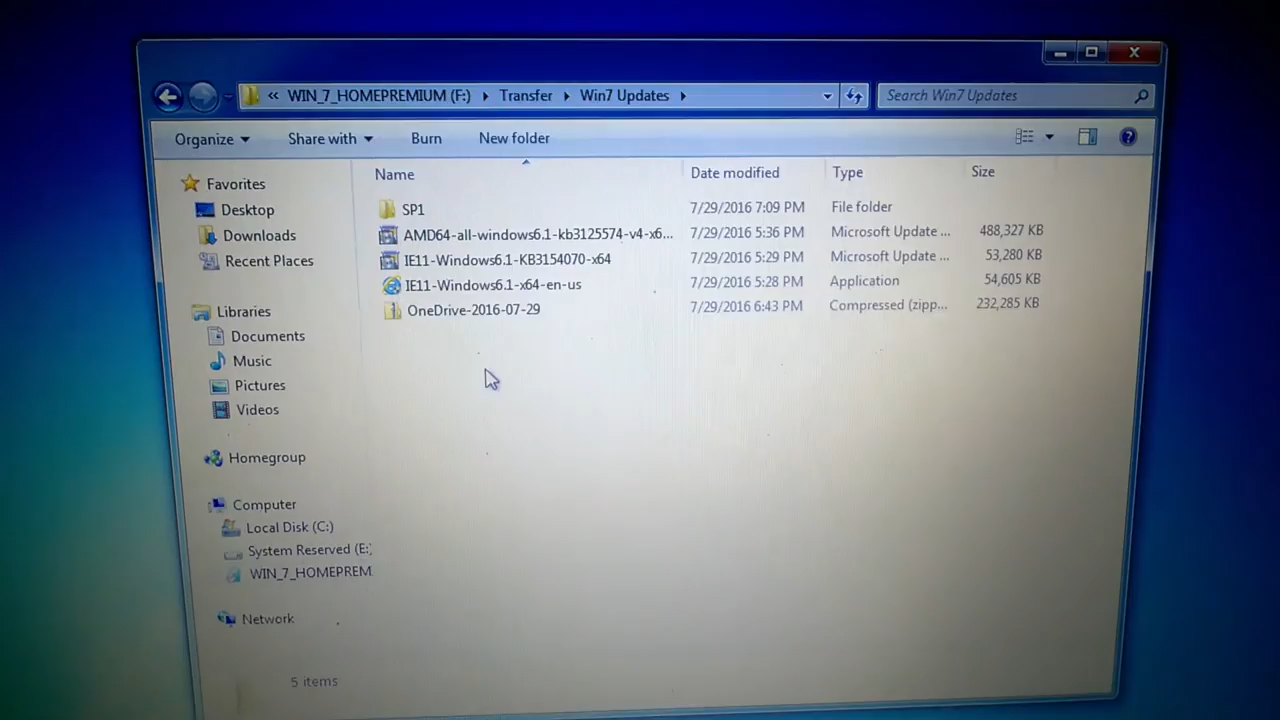 « WIN_7_HOMEPREMIUM (F:) Transfer Win7 Updates Search Win7 Updates
Organize Share with Burn New folder
Name Date modified Type Size
SP1 7/29/2016 7:09 PM File folder
AMD64-all-windows6.1-kb3125574-v4-x6... 7/29/2016 5:36 PM Microsoft Update ... 488,327 KB
IE11-Windows6.1-KB3154070-x64 7/29/2016 5:29 PM Microsoft Update ... 53,280 KB
IE11-Windows6.1-x64-en-us 7/29/2016 5:28 PM Application 54,605 KB
OneDrive-2016-07-29 7/29/2016 6:43 PM Compressed (zipp... 232,285 KB
Favorites
Desktop
Downloads
Recent Places
Libraries
Documents
Music
Pictures
Videos
Homegroup
Computer
Local Disk (C:)
System Reserved (E:
WIN_7_HOMEPREM
Network
5 items